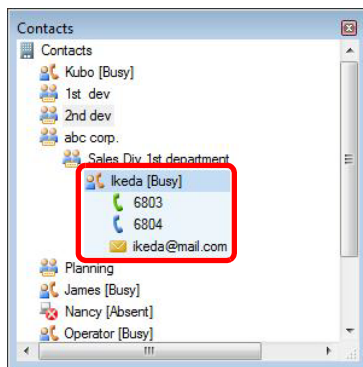 Contacts
Contacts
Kubo [Busy]
1st dev
2nd dev
abc corp.
Sales Div. 1st department
Ikeda [Busy]
6803
6804
ikeda@mail.com
Planning
James [Busy]
Nancy [Absent]
Operator [Busy]